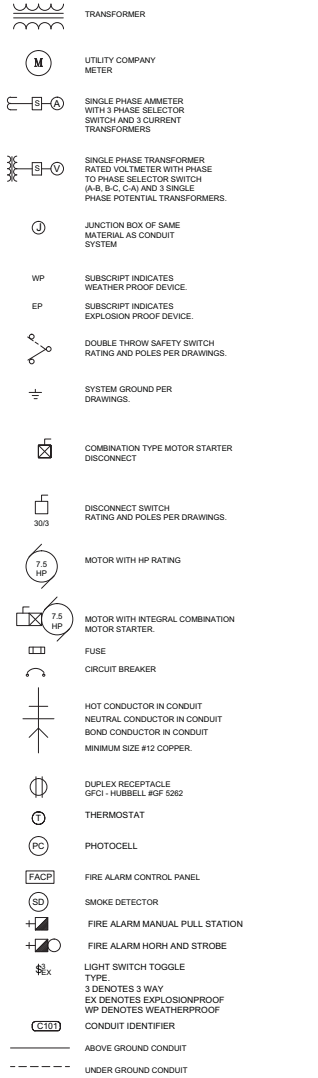 TRANSFORMER
M
UTILITY COMPANY
METER
S A
SINGLE PHASE AMMETER
WITH 3 PHASE SELECTOR
SWITCH AND 3 CURRENT
TRANSFORMERS
S V
SINGLE PHASE TRANSFORMER
RATED VOLTMETER WITH PHASE
TO PHASE SELECTOR SWITCH
(A-B, B-C, C-A) AND 3 SINGLE
PHASE POTENTIAL TRANSFORMERS.
J
JUNCTION BOX OF SAME
MATERIAL AS CONDUIT
SYSTEM
WP
SUBSCRIPT INDICATES
WEATHER PROOF DEVICE.
EP
SUBSCRIPT INDICATES
EXPLOSION PROOF DEVICE.
DOUBLE THROW SAFETY SWITCH
RATING AND POLES PER DRAWINGS.
SYSTEM GROUND PER
DRAWINGS.
COMBINATION TYPE MOTOR STARTER
DISCONNECT
30/3
DISCONNECT SWITCH
RATING AND POLES PER DRAWINGS.
7.5
HP
MOTOR WITH HP RATING
7.5
HP
MOTOR WITH INTEGRAL COMBINATION
MOTOR STARTER.
FUSE
CIRCUIT BREAKER
HOT CONDUCTOR IN CONDUIT
NEUTRAL CONDUCTOR IN CONDUIT
BOND CONDUCTOR IN CONDUIT
MINIMUM SIZE #12 COPPER.
DUPLEX RECEPTACLE
GFCI - HUBBELL #GF 5262
T
THERMOSTAT
PC
PHOTOCELL
FACP
FIRE ALARM CONTROL PANEL
SD
SMOKE DETECTOR
FIRE ALARM MANUAL PULL STATION
FIRE ALARM HORH AND STROBE
$3EX
LIGHT SWITCH TOGGLE
TYPE.
3 DENOTES 3 WAY
EX DENOTES EXPLOSIONPROOF
WP DENOTES WEATHERPROOF
C101
CONDUIT IDENTIFIER
ABOVE GROUND CONDUIT
UNDER GROUND CONDUIT